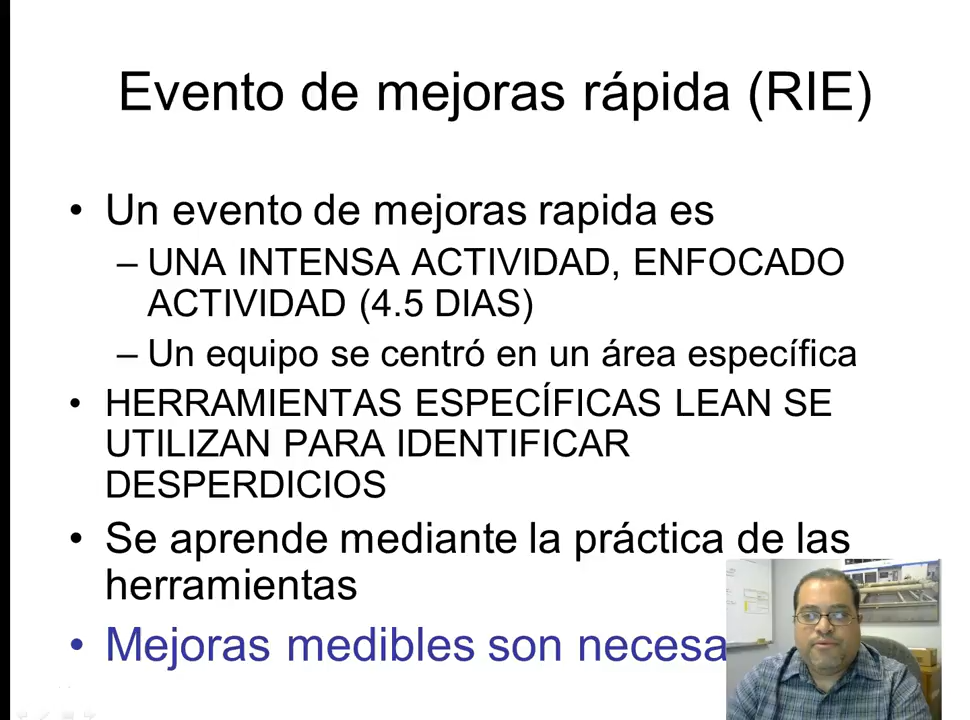 Evento de mejoras rápida (RIE)
• Un evento de mejoras rapida es
– UNA INTENSA ACTIVIDAD, ENFOCADO
ACTIVIDAD (4.5 DIAS)
– Un equipo se centró en un área específica
• HERRAMIENTAS ESPECÍFICAS LEAN SE
UTILIZAN PARA IDENTIFICAR
DESPERDICIOS
• Se aprende mediante la práctica de las
herramientas
• Mejoras medibles son necesa